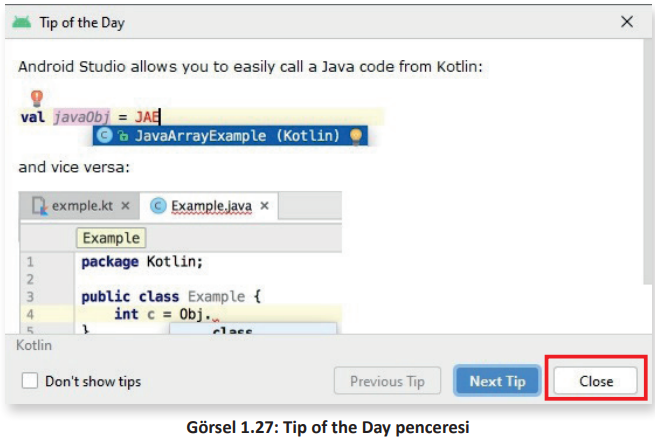 Tip of the Day
Android Studio allows you to easily call a Java code from Kotlin:
val javaObj = JAE
JavaArrayExample (Kotlin)
and vice versa:
exmple.kt × Example.java ×
Example
1 package Kotlin;
2
3 public class Example {
4 int c = Obj.
5 } class
Kotlin
Don't show tips Previous Tip Next Tip Close
Görsel 1.27: Tip of the Day penceresi